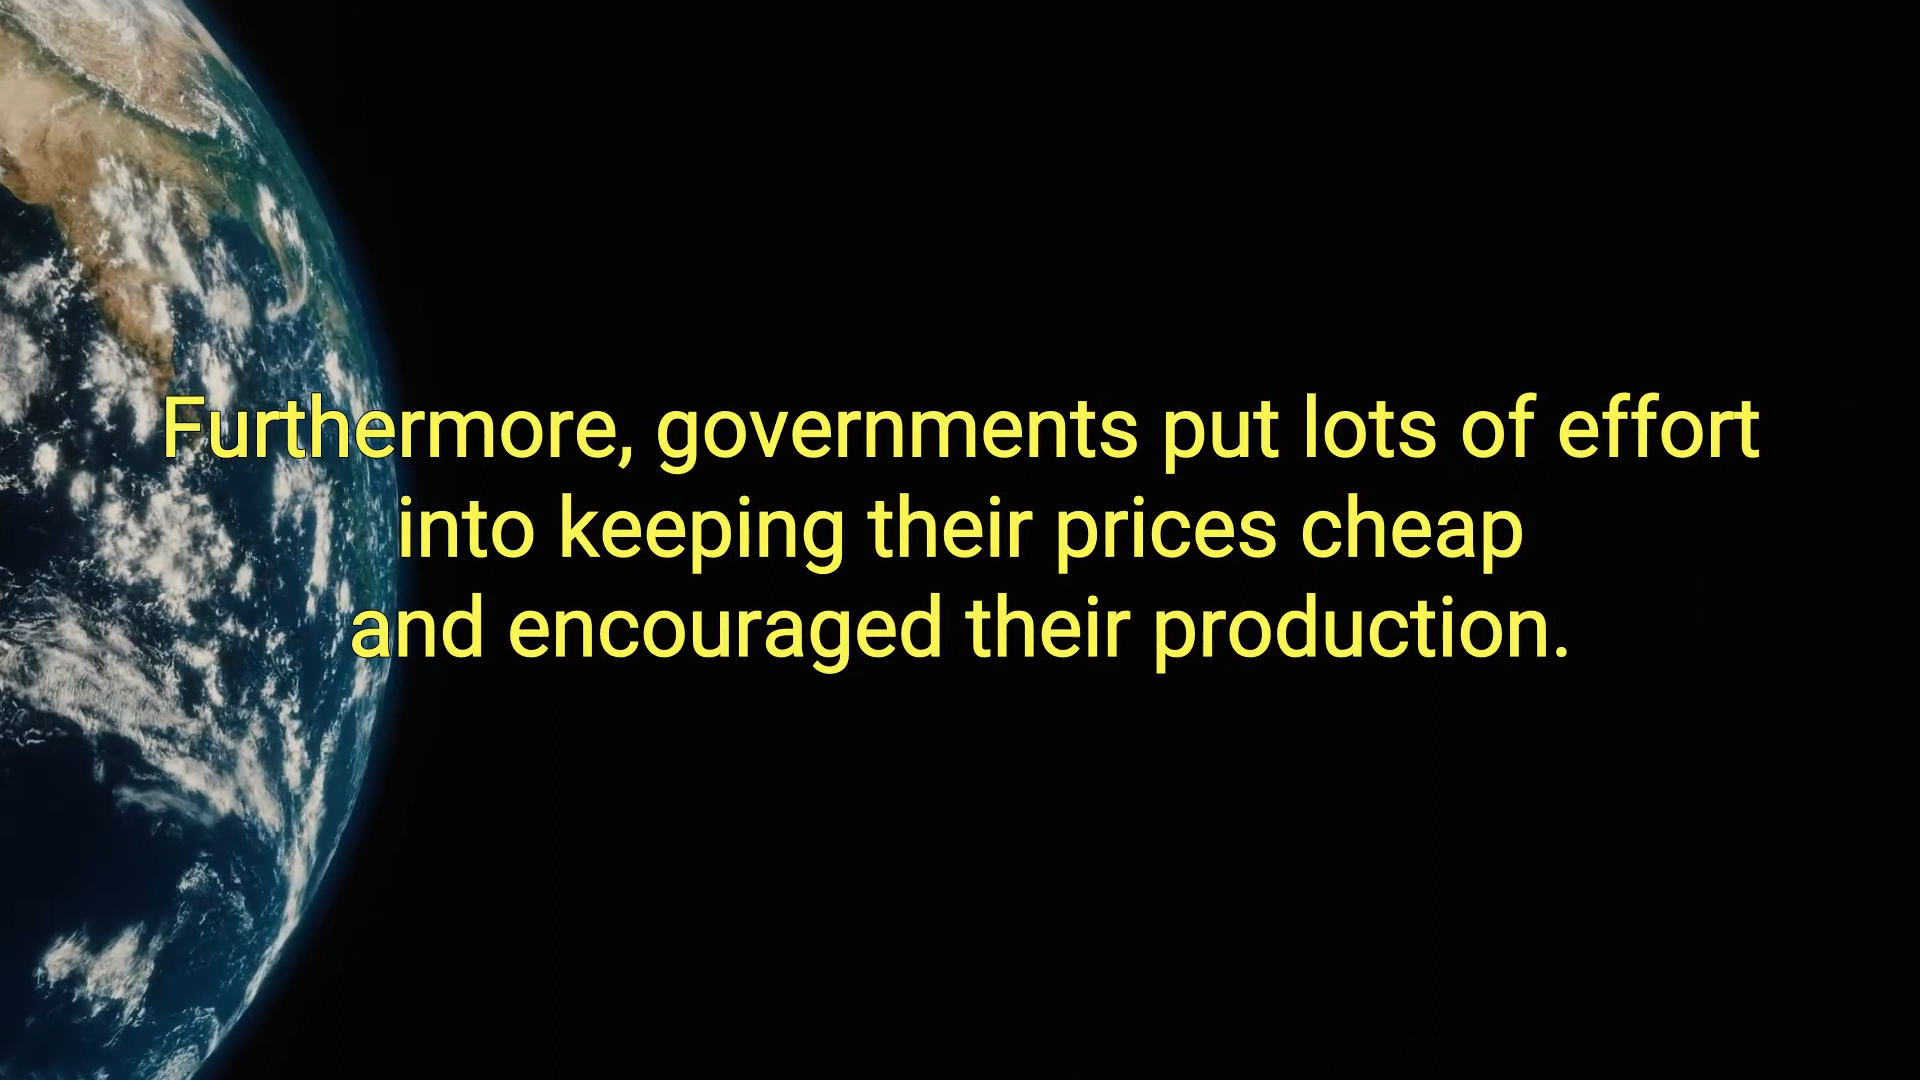 Furthermore, governments put lots of effort
into keeping their prices cheap
and encouraged their production.